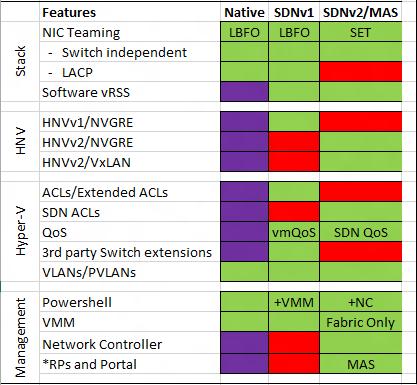 Features Native SDNv1 SDNv2/MAS
Stack
NIC Teaming LBFO LBFO SET
- Switch independent
- LACP
Software vRSS
HNV
HNVv1/NVGRE
HNVv2/NVGRE
HNVv2/VxLAN
Hyper-V
ACLs/Extended ACLs
SDN ACLs
QoS vmQoS SDN QoS
3rd party Switch extensions
VLANs/PVLANs
Management
Powershell +VMM +NC
VMM Fabric Only
Network Controller
*RPs and Portal MAS